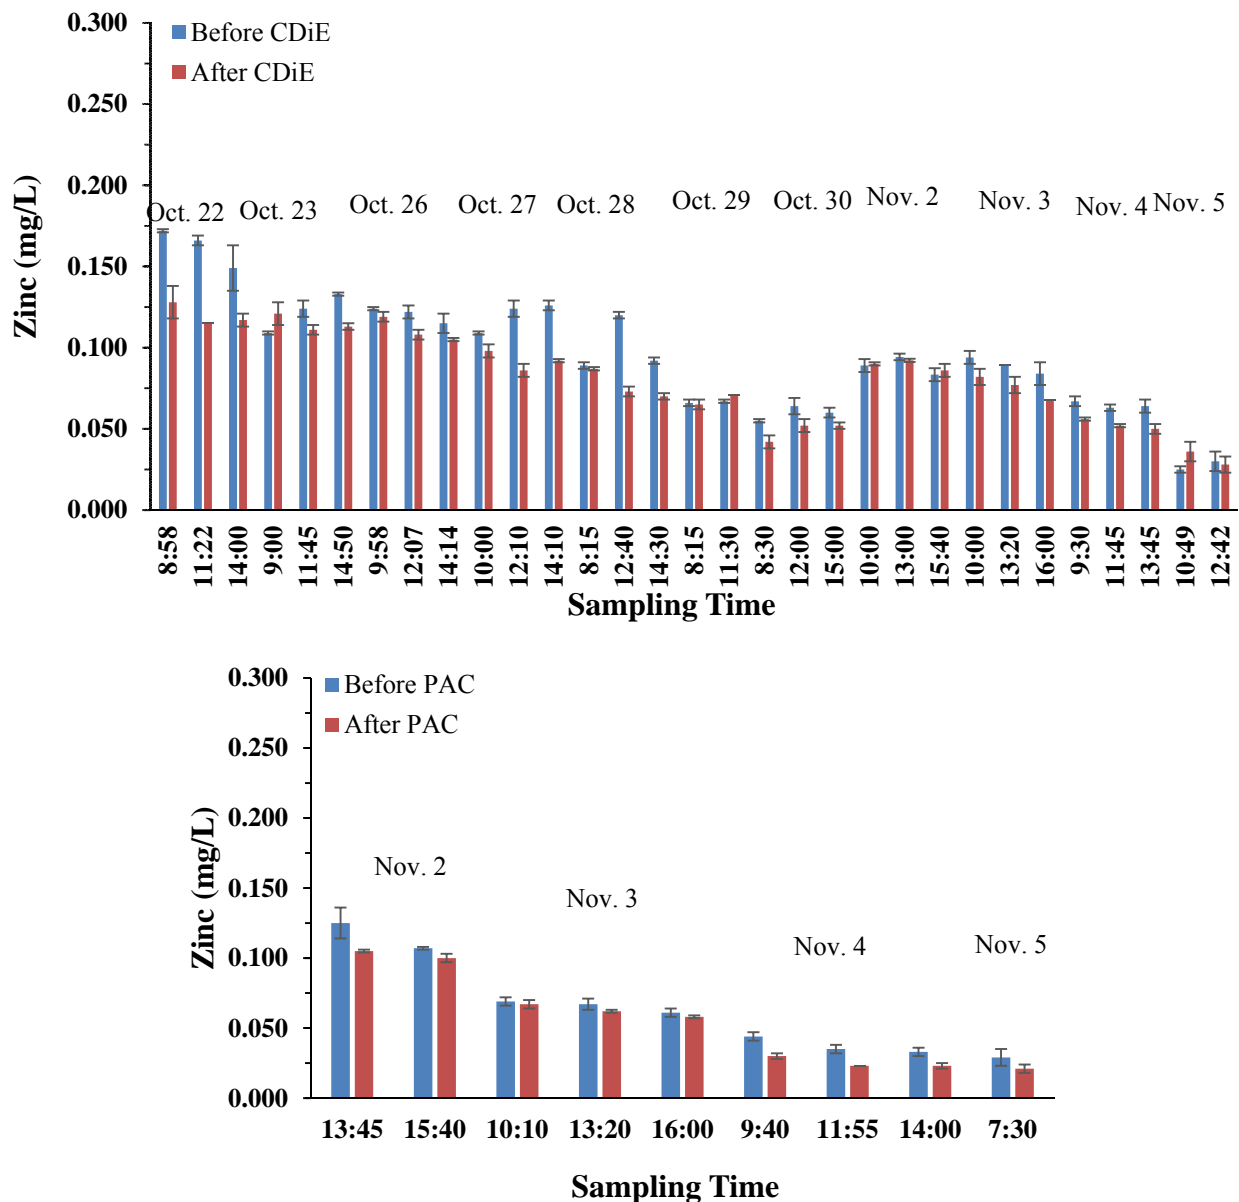 0.300
Before CDiE
After CDiE
0.250
0.200
Oct. 22 Oct. 23 Oct. 26 Oct. 27 Oct. 28 Oct. 29 Oct. 30 Nov. 2 Nov. 3 Nov. 4 Nov. 5
0.150
0.100
0.050
0.000
Zinc (mg/L)
8:58 11:22 14:00 9:00 11:45 14:50 9:58 12:07 14:14 10:00 12:10 14:10 8:15 12:40 14:30 8:15 11:30 8:30 12:00 15:00 10:00 13:00 15:40 10:00 13:20 16:00 9:30 11:45 13:45 10:49 12:42
Sampling Time
0.300
Before PAC
After PAC
0.250
0.200
Nov. 2 Nov. 3 Nov. 4 Nov. 5
0.150
0.100
0.050
0.000
Zinc (mg/L)
13:45 15:40 10:10 13:20 16:00 9:40 11:55 14:00 7:30
Sampling Time